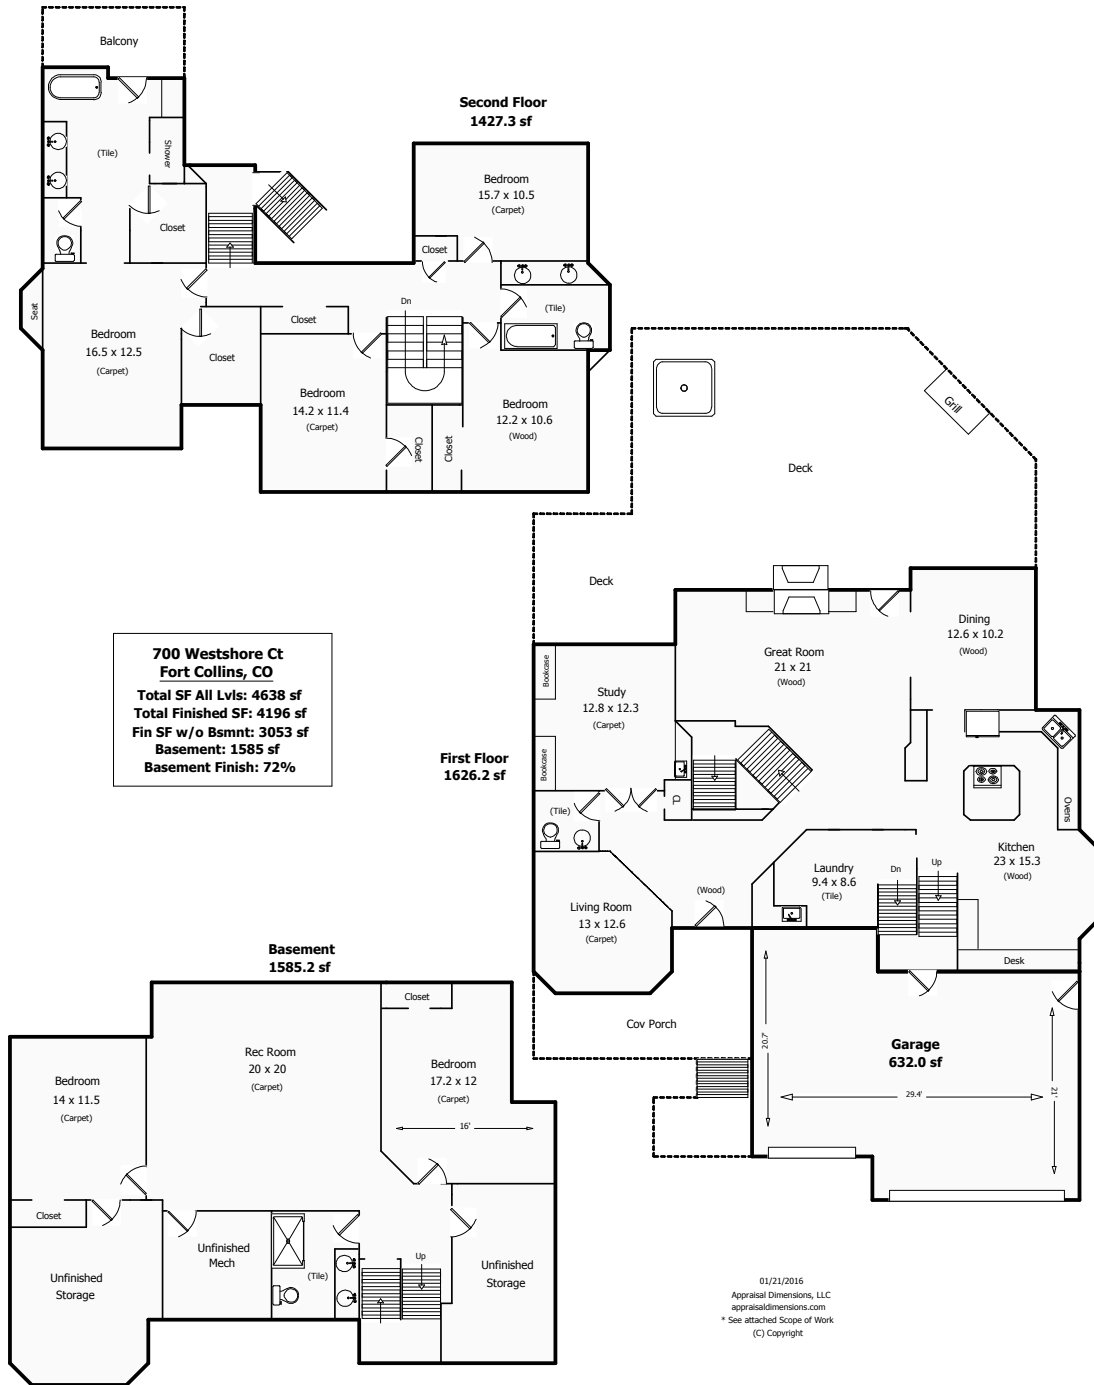 Balcony
Second Floor
1427.3 sf
(Tile)
Shower
Closet
Bedroom
15.7 x 10.5
(Carpet)
Closet
Seat
Bedroom
16.5 x 12.5
(Carpet)
Closet
Closet
Dn
(Tile)
Bedroom
14.2 x 11.4
(Carpet)
Closet
Closet
Bedroom
12.2 x 10.6
(Wood)
Grill
Deck
Deck
700 Westshore Ct
Fort Collins, CO
Total SF All Lvls: 4638 sf
Total Finished SF: 4196 sf
Fin SF w/o Bsmnt: 3053 sf
Basement: 1585 sf
Basement Finish: 72%
First Floor
1626.2 sf
Bookcase
Study
12.8 x 12.3
(Carpet)
Bookcase
Great Room
21 x 21
(Wood)
Dining
12.6 x 10.2
(Wood)
CL
(Tile)
Ovens
Kitchen
23 x 15.3
(Wood)
Laundry
9.4 x 8.6
(Tile)
Dn
Up
(Wood)
Living Room
13 x 12.6
(Carpet)
Desk
Cov Porch
Garage
632.0 sf
20.7'
29.4'
21'
Basement
1585.2 sf
Closet
Rec Room
20 x 20
(Carpet)
Bedroom
17.2 x 12
(Carpet)
16'
Bedroom
14 x 11.5
(Carpet)
Closet
Unfinished
Storage
Unfinished
Mech
(Tile)
Up
Unfinished
Storage
01/21/2016
Appraisal Dimensions, LLC
appraisaldimensions.com
* See attached Scope of Work
(C) Copyright